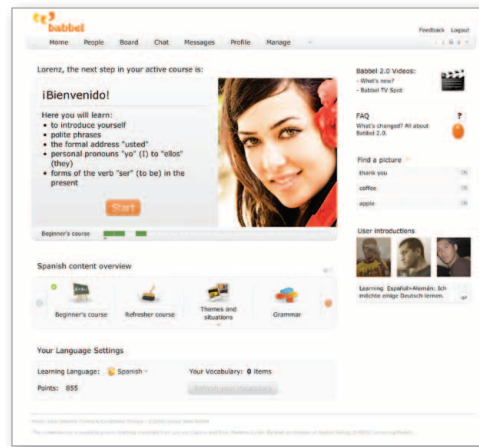 babbel
Feedback Logout
Home People Board Chat Messages Profile Manage
Lorenz, the next step in your active course is:
¡Bienvenido!
Here you will learn:
• to introduce yourself
• polite phrases
• the formal address "usted"
• personal pronouns "yo" (I) to "ellos"
(they)
• forms of the verb "ser" (to be) in the
present
Start
Beginner's course
Spanish content overview
Beginner's course
Refresher course
Themes and
situations
Grammar
Your Language Settings
Learning Language: Spanish
Your Vocabulary: 0 items
Points: 855
Refresh your vocabulary
Babbel 2.0 Videos:
- What's new?
- Babbel TV Spot
FAQ
What's changed? All about
Babbel 2.0.
Find a picture
thank you
coffee
apple
User introductions
Learning Español>Alemán: Ich
möchte einige Deutsch lernen.